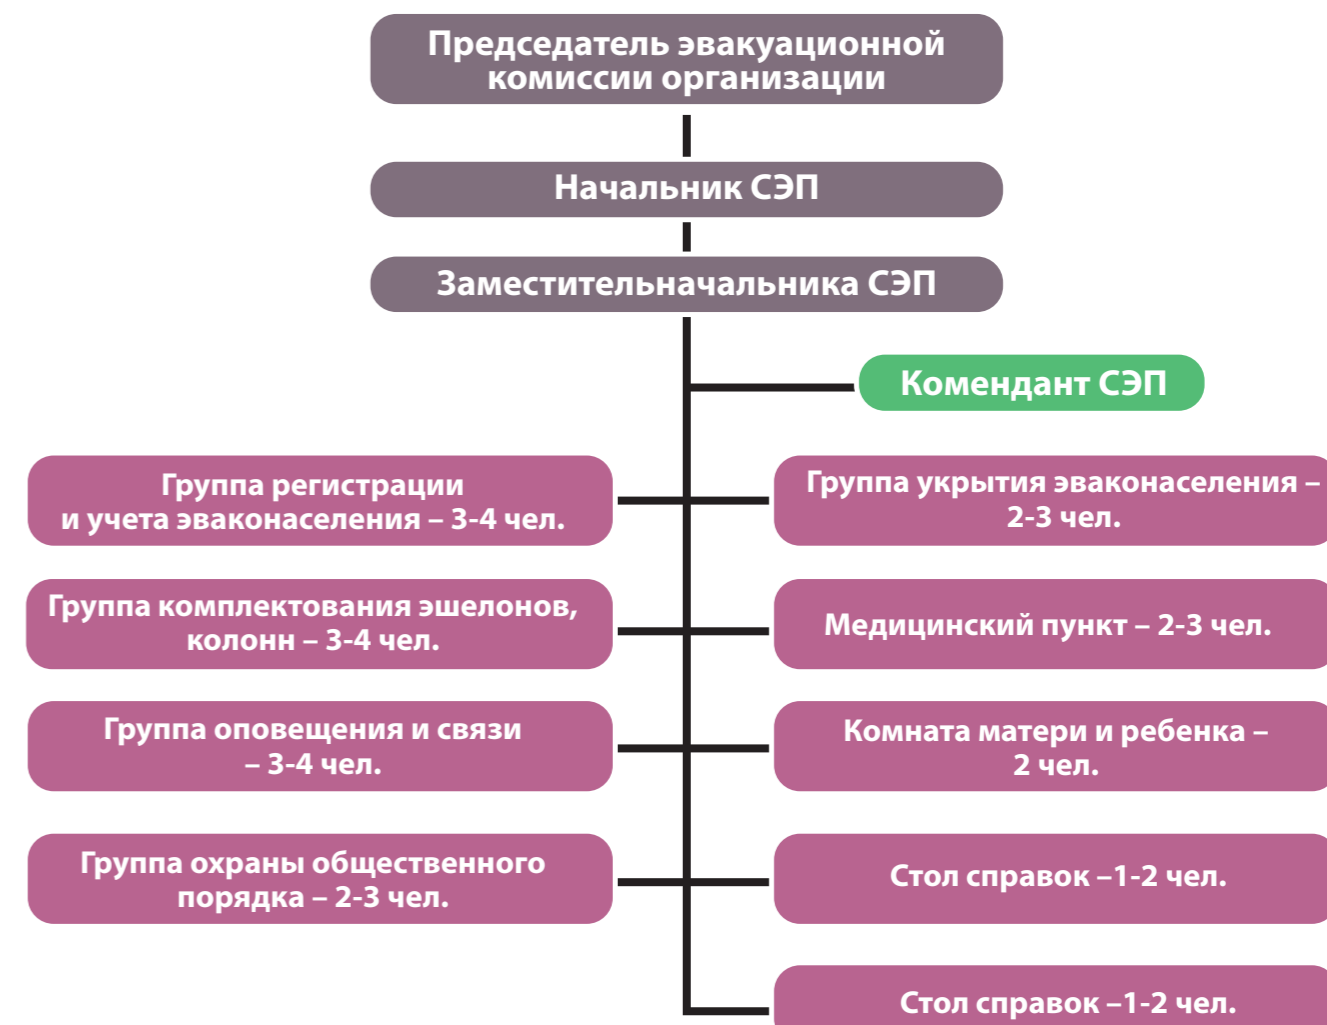 Председатель эвакуационной
комиссии организации
Начальник СЭП
Заместительначальника СЭП
Комендант СЭП
Группа регистрации
и учета эваконаселения – 3-4 чел.
Группа укрытия эваконаселения –
2-3 чел.
Группа комплектования эшелонов,
колонн – 3-4 чел.
Медицинский пункт – 2-3 чел.
Группа оповещения и связи
– 3-4 чел.
Комната матери и ребенка –
2 чел.
Группа охраны общественного
порядка – 2-3 чел.
Стол справок –1-2 чел.
Стол справок –1-2 чел.